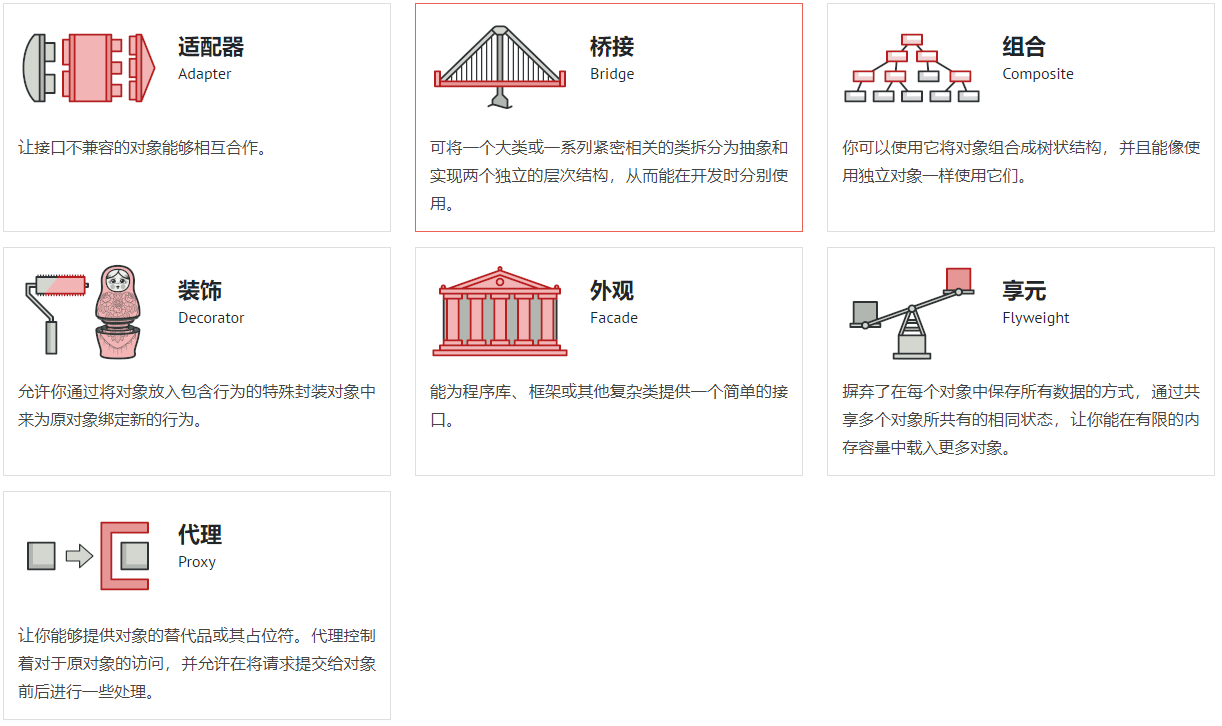 适配器
Adapter
让接口不兼容的对象能够相互合作。
桥接
Bridge
可将一个大类或一系列紧密相关的类拆分为抽象和
实现两个独立的层次结构，从而能在开发时分别使
用。
组合
Composite
你可以使用它将对象组合成树状结构，并且能像使
用独立对象一样使用它们。
装饰
Decorator
允许你通过将对象放入包含行为的特殊封装对象中
来为原对象绑定新的行为。
外观
Facade
能为程序库、框架或其他复杂类提供一个简单的接
口。
享元
Flyweight
摒弃了在每个对象中保存所有数据的方式，通过共
享多个对象所共有的相同状态，让你能在有限的内
存容量中载入更多对象。
代理
Proxy
让你能够提供对象的替代品或其占位符。代理控制
着对于原对象的访问，并允许在将请求提交给对象
前后进行一些处理。